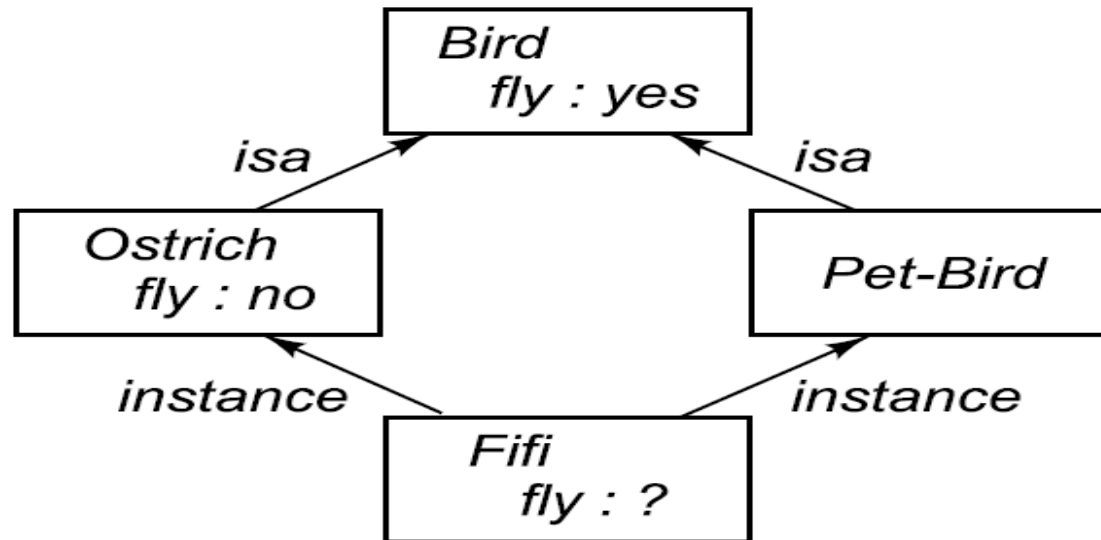 Bird
fly : yes
isa
isa
Ostrich
fly : no
Pet-Bird
instance
instance
Fifi
fly : ?